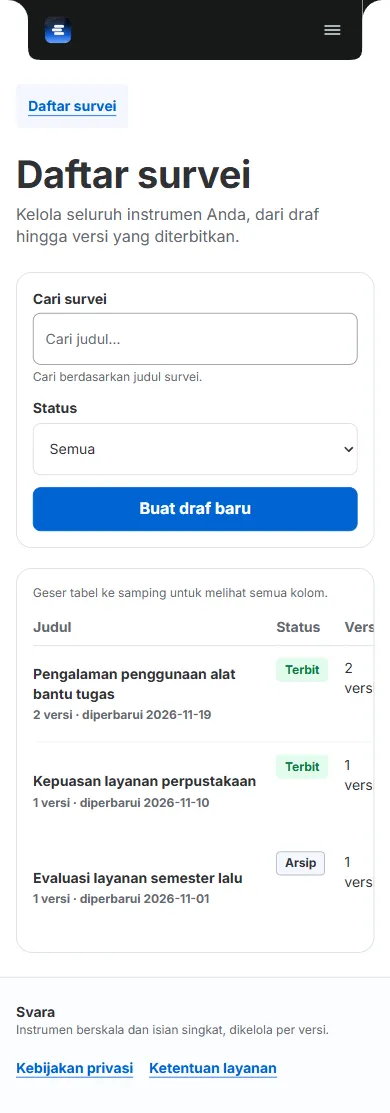 Daftar survei
Daftar survei
Kelola seluruh instrumen Anda, dari draf
hingga versi yang diterbitkan.
Cari survei
Cari judul...
Cari berdasarkan judul survei.
Status
Semua
Buat draf baru
Geser tabel ke samping untuk melihat semua kolom.
Judul Status Vers
Pengalaman penggunaan alat
bantu tugas
2 versi · diperbarui 2026-11-19
Terbit
2
vers
Kepuasan layanan perpustakaan
1 versi · diperbarui 2026-11-10
Terbit
1
vers
Evaluasi layanan semester lalu
1 versi · diperbarui 2026-11-01
Arsip
1
vers
Svara
Instrumen berskala dan isian singkat, dikelola per versi.
Kebijakan privasi Ketentuan layanan